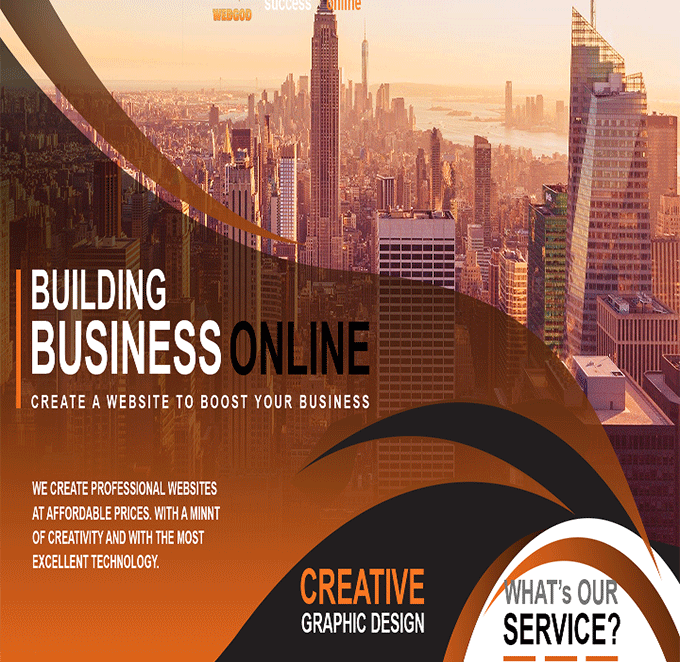 WEBGOD
success online
BUILDING
BUSINESS ONLINE
CREATE A WEBSITE TO BOOST YOUR BUSINESS
WE CREATE PROFESSIONAL WEBSITES
AT AFFORDABLE PRICES. WITH A MINNT
OF CREATIVITY AND WITH THE MOST
EXCELLENT TECHNOLOGY.
CREATIVE
GRAPHIC DESIGN
WHAT's OUR
SERVICE?